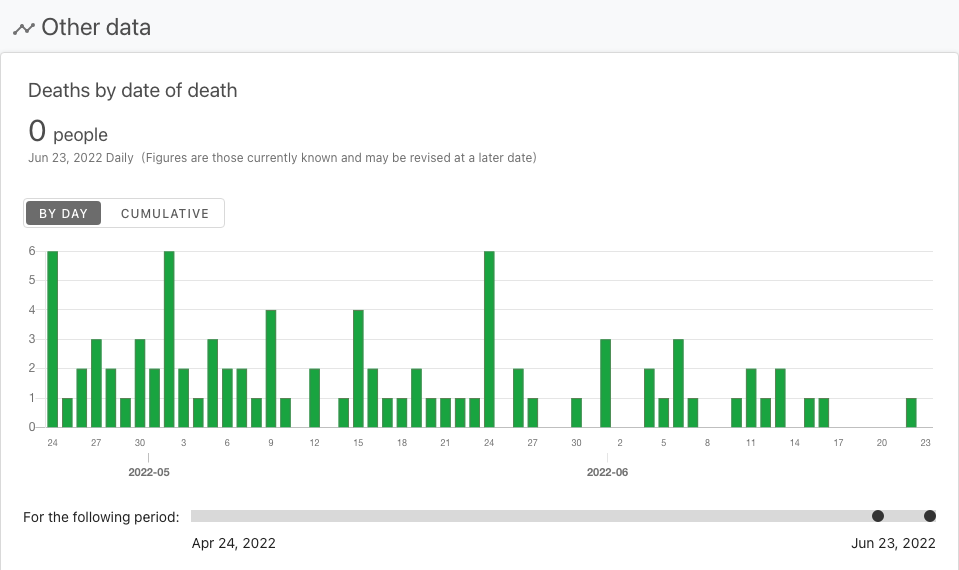 Other data
Deaths by date of death
0 people
Jun 23, 2022 Daily (Figures are those currently known and may be revised at a later date)
BY DAY CUMULATIVE
6
5
4
3
2
1
0
24 27 30 3 6 9 12 15 18 21 24 27 30 2 5 8 11 14 17 20 23
2022-05 2022-06
For the following period:
Apr 24, 2022 Jun 23, 2022